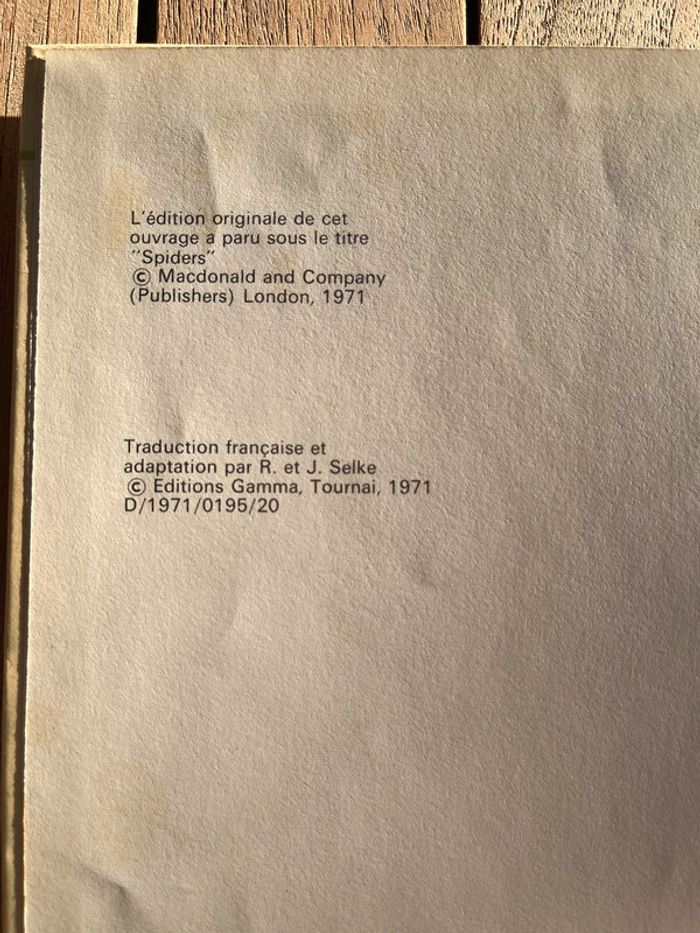 L'édition originale de cet
ouvrage a paru sous le titre
"Spiders"
© Macdonald and Company
(Publishers) London, 1971
Traduction française et
adaptation par R. et J. Selke
© Editions Gamma, Tournai, 1971
D/1971/0195/20